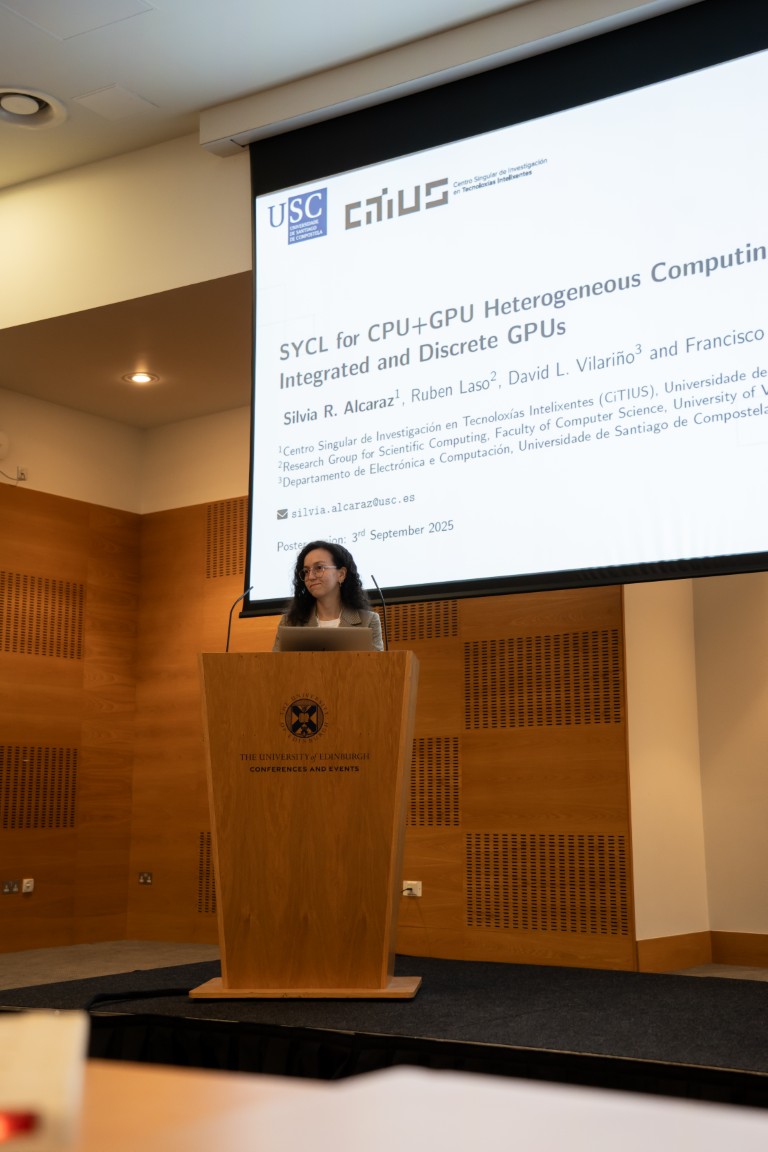 USC
UNIVERSIDADE
DE SANTIAGO
DE COMPOSTELA
CiTIUS
Centro Singular de Investigación
en Tecnoloxías Intelixentes
SYCL for CPU+GPU Heterogeneous Computin
Integrated and Discrete GPUs
Silvia R. Alcaraz¹, Ruben Laso², David L. Vilariño³ and Francisco
¹Centro Singular de Investigación en Tecnoloxías Intelixentes (CiTIUS), Universidade de
²Research Group for Scientific Computing, Faculty of Computer Science, University of V
³Departamento de Electrónica e Computación, Universidade de Santiago de Compostela
silvia.alcaraz@usc.es
Poster ion: 3rd September 2025
THE UNIVERSITY of EDINBURGH
CONFERENCES AND EVENTS